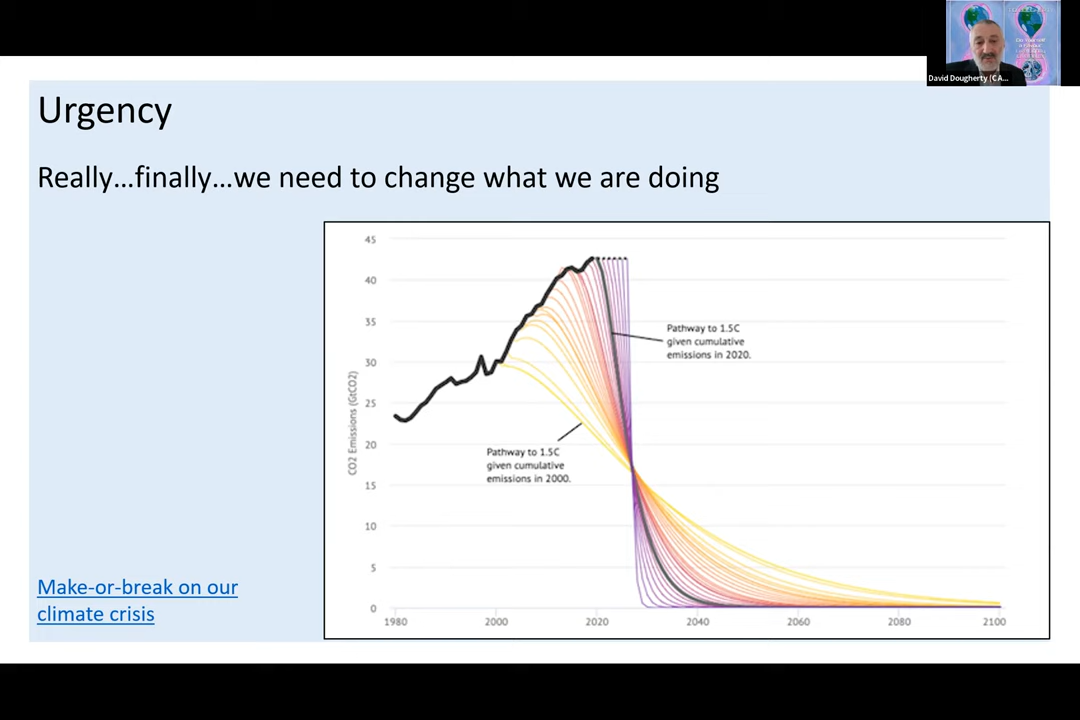 David Dougherty (CA...
Urgency
Really...finally...we need to change what we are doing
45
40
35
30
25
20
15
10
5
0
CO2 Emissions (GtCO2)
Pathway to 1.5C
given cumulative
emissions in 2020.
Pathway to 1.5C
given cumulative
emissions in 2000.
1980
2000
2020
2040
2060
2080
2100
Make-or-break on our
climate crisis